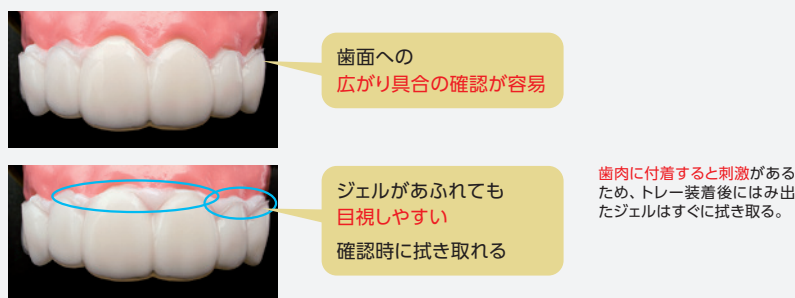 歯面への
広がり具合の確認が容易
ジェルがあふれても
目視しやすい
確認時に拭き取れる
歯肉に付着すると刺激がある
ため、トレー装着後にはみ出
たジェルはすぐに拭き取る。